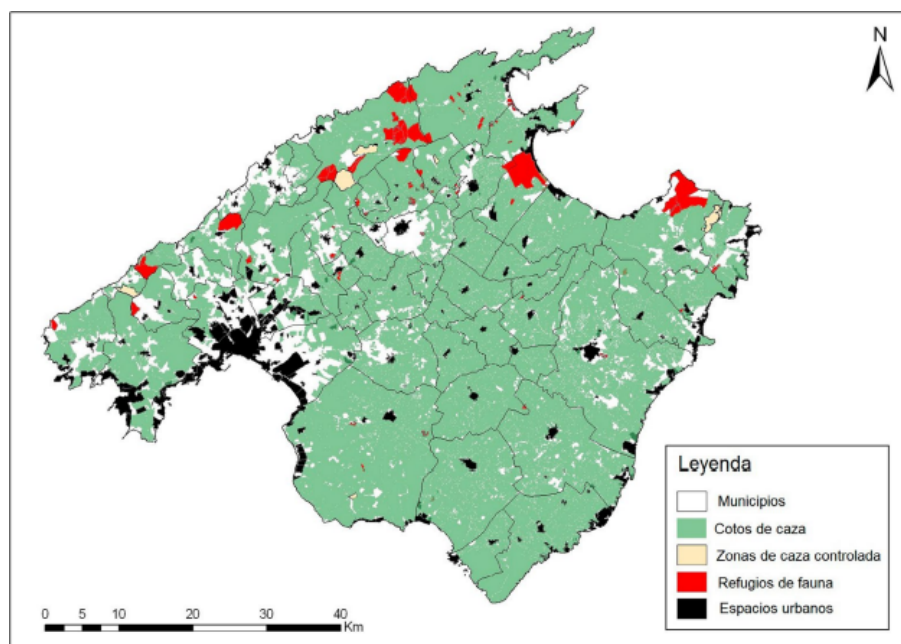 N
Leyenda
Municipios
Cotos de caza
Zonas de caza controlada
Refugios de fauna
Espacios urbanos
0 5 10 20 30 40
Km